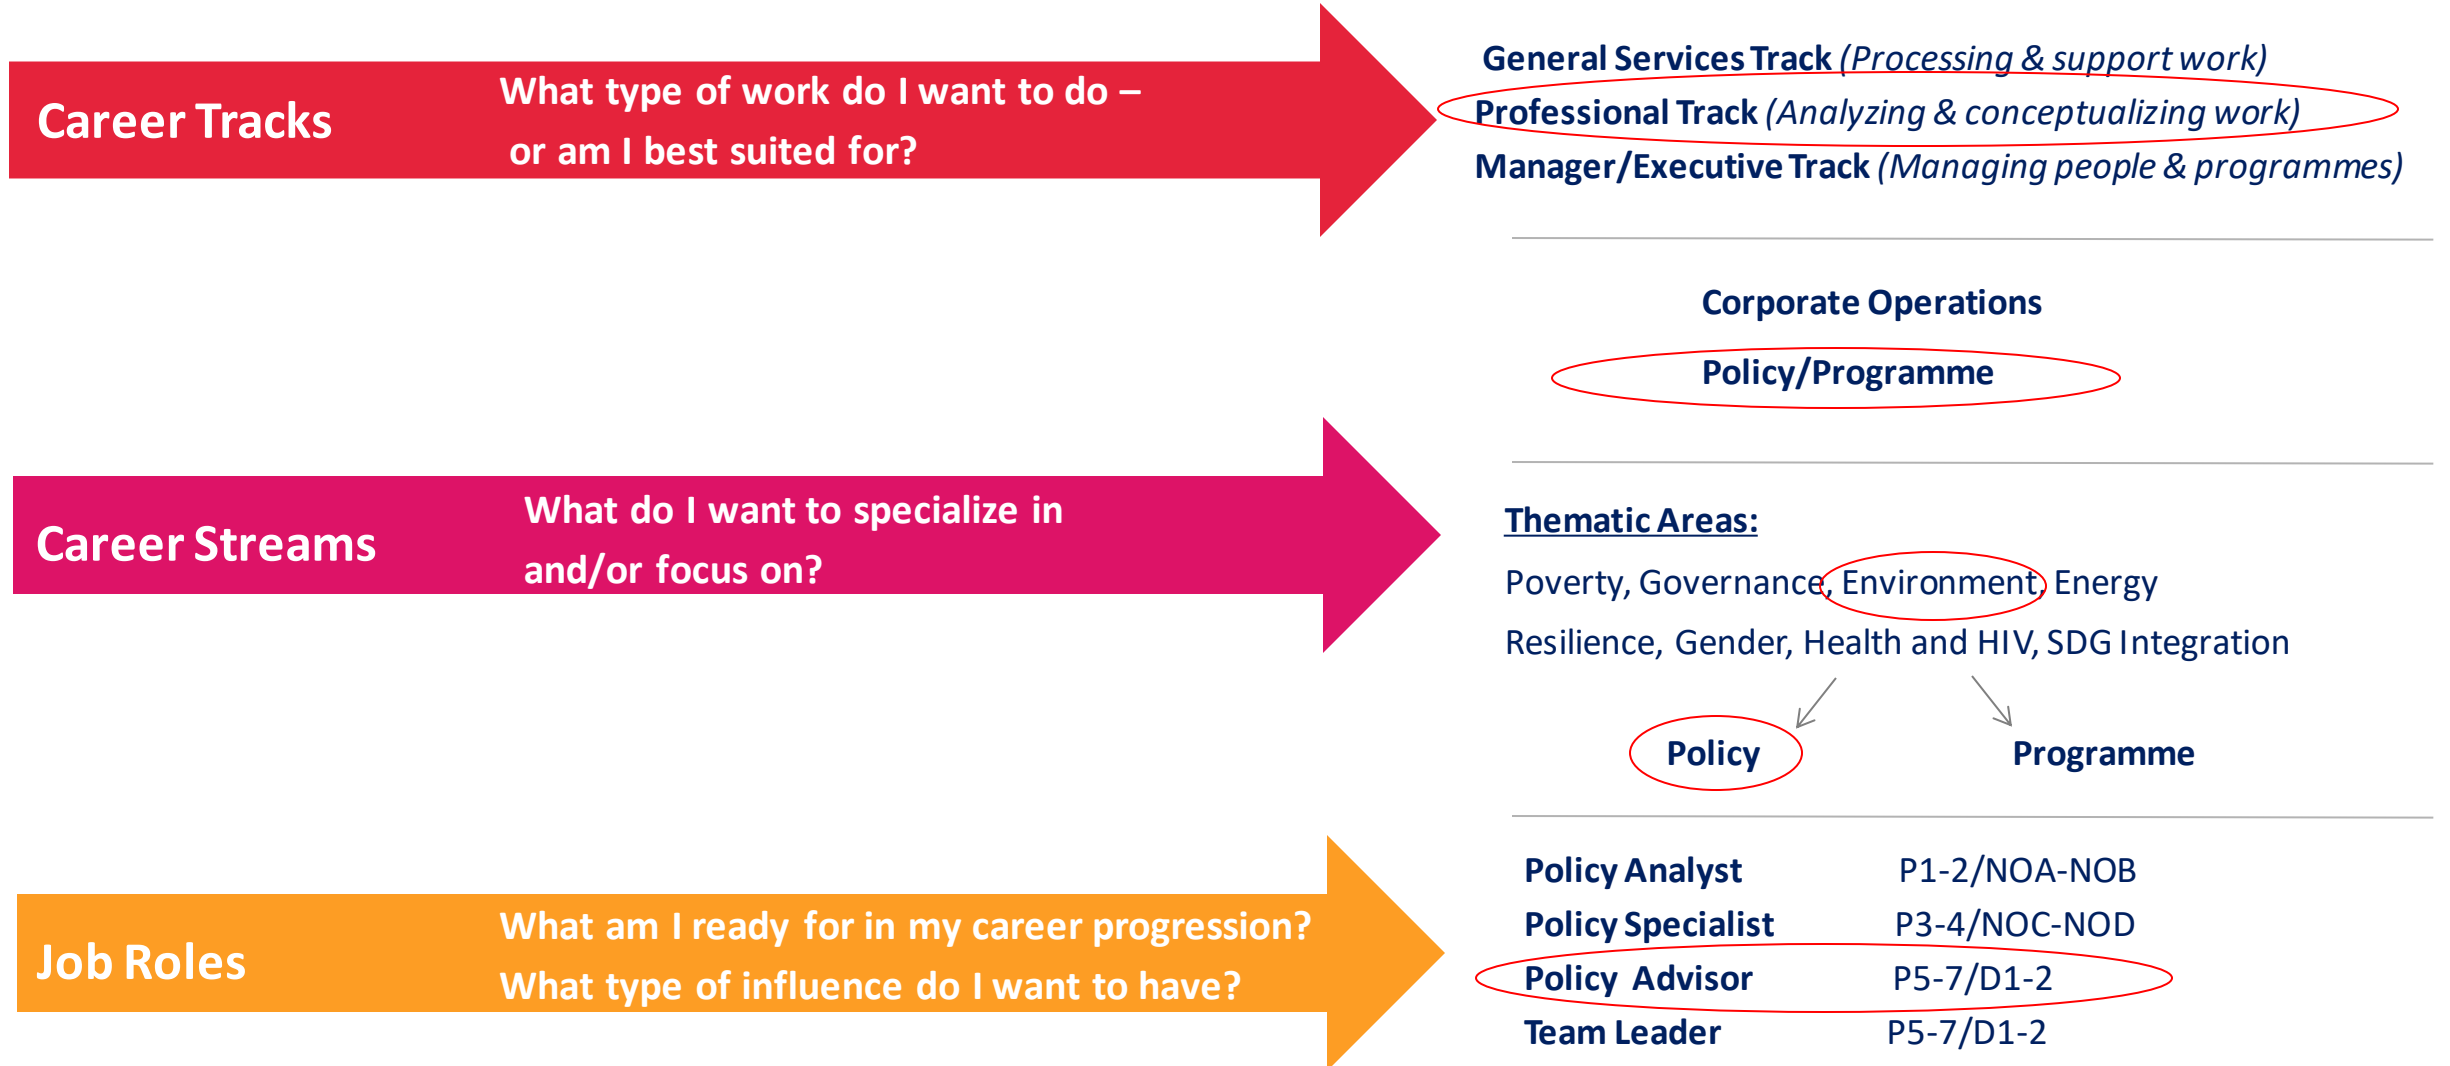 Career Tracks
What type of work do I want to do –
or am I best suited for?
General Services Track (Processing & support work)
Professional Track (Analyzing & conceptualizing work)
Manager/Executive Track (Managing people & programmes)
Corporate Operations
Policy/Programme
Career Streams
What do I want to specialize in
and/or focus on?
Thematic Areas:
Poverty, Governance, Environment, Energy
Resilience, Gender, Health and HIV, SDG Integration
Policy Programme
Job Roles
What am I ready for in my career progression?
What type of influence do I want to have?
Policy Analyst P1-2/NOA-NOB
Policy Specialist P3-4/NOC-NOD
Policy Advisor P5-7/D1-2
Team Leader P5-7/D1-2